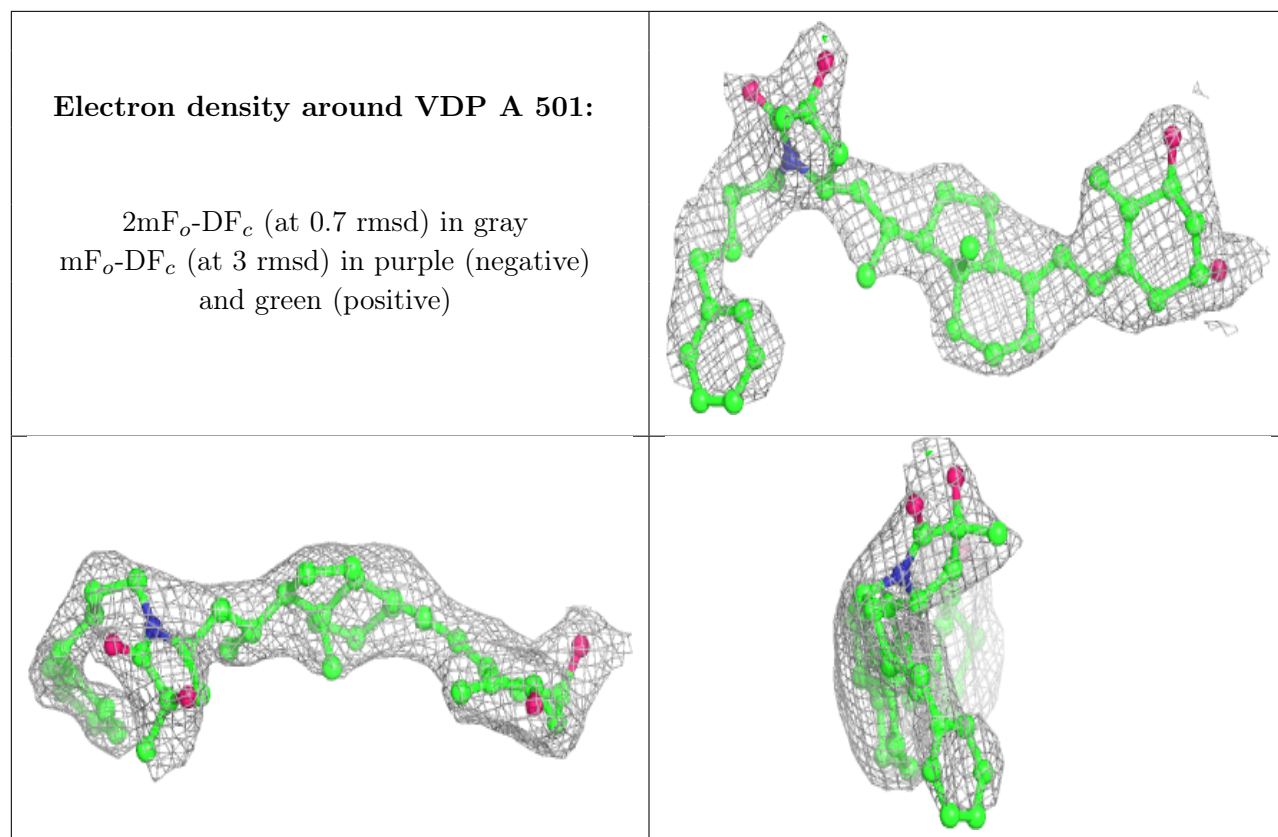 Electron density around VDP A 501:
2mFo-DFc (at 0.7 rmsd) in gray
mFo-DFc (at 3 rmsd) in purple (negative)
and green (positive)